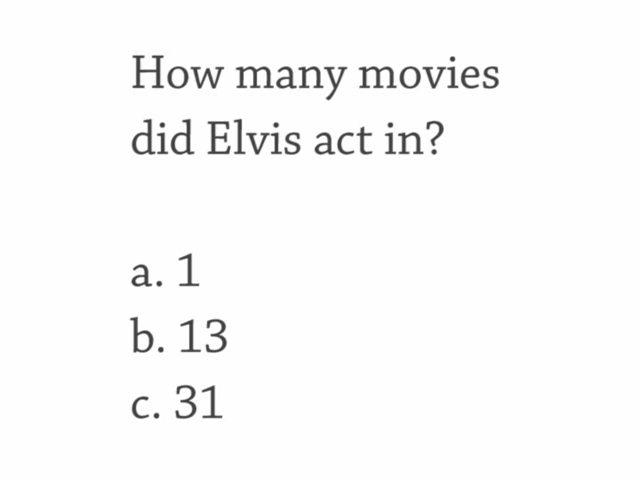 How many movies
did Elvis act in?
a. 1
b. 13
c. 31